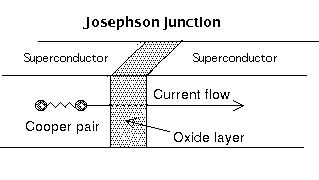 Josephson Junction
Superconductor Superconductor
Current flow
Cooper pair
Oxide layer